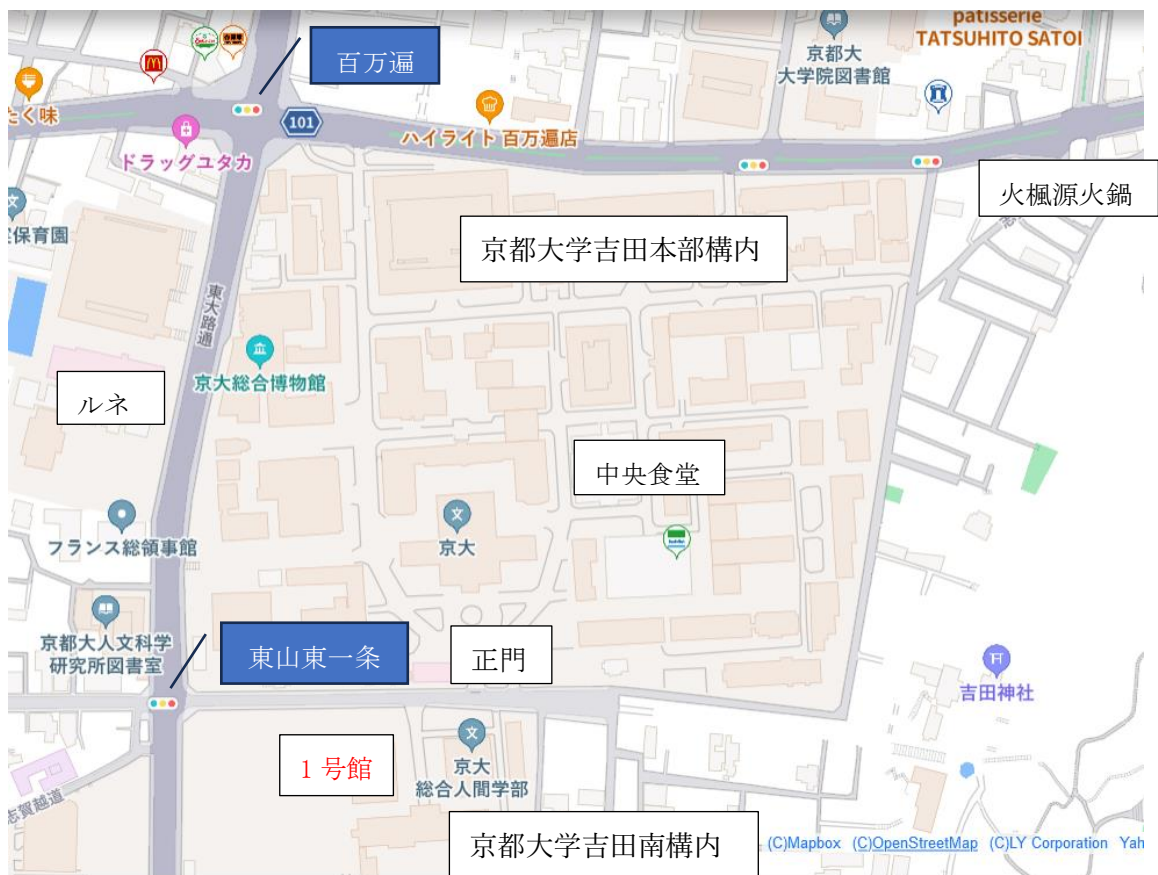 patisserie
TATSUHITO SATOI
百万遍
京都大
大学院図書館
たく味
101
ハイライト 百万遍店
ドラッグユタカ
火楓源火鍋
保育園
京都大学吉田本部構内
東大路通
京大総合博物館
ルネ
中央食堂
京大
フランス総領事館
京都大人文科学
研究所図書室
東山東一条
正門
吉田神社
1 号館
京大
総合人間学部
志賀越道
京都大学吉田南構内
(C)Mapbox (C)OpenStreetMap (C)LY Corporation Yah